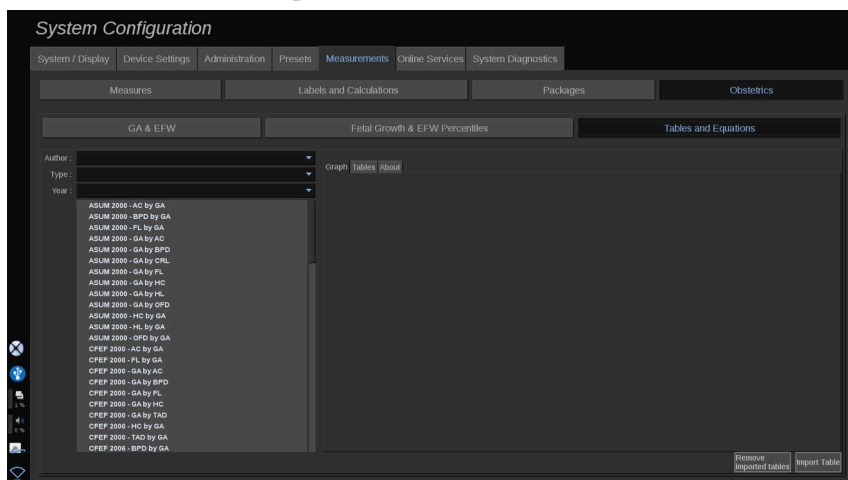 System Configuration
System / Display Device Settings Administration Presets Measurements Online Services System Diagnostics
Measures Labels and Calculations Packages Obstetrics
GA & EFW Fetal Growth & EFW Percentiles Tables and Equations
Author :
Type :
Year :
Graph Tables About
ASUM 2000 - AC by GA
ASUM 2000 - BPD by GA
ASUM 2000 - FL by GA
ASUM 2000 - GA by AC
ASUM 2000 - GA by BPD
ASUM 2000 - GA by CRL
ASUM 2000 - GA by FL
ASUM 2000 - GA by HC
ASUM 2000 - GA by HL
ASUM 2000 - GA by OFD
ASUM 2000 - HC by GA
ASUM 2000 - HL by GA
ASUM 2000 - OFD by GA
CFEF 2000 - AC by GA
CFEF 2000 - FL by GA
CFEF 2000 - GA by AC
CFEF 2000 - GA by BPD
CFEF 2000 - GA by FL
CFEF 2000 - GA by HC
CFEF 2000 - GA by TAD
CFEF 2000 - HC by GA
CFEF 2000 - TAD by GA
CFEF 2006 - BPD by GA
1 %
0 %
Remove imported tables
Import Table